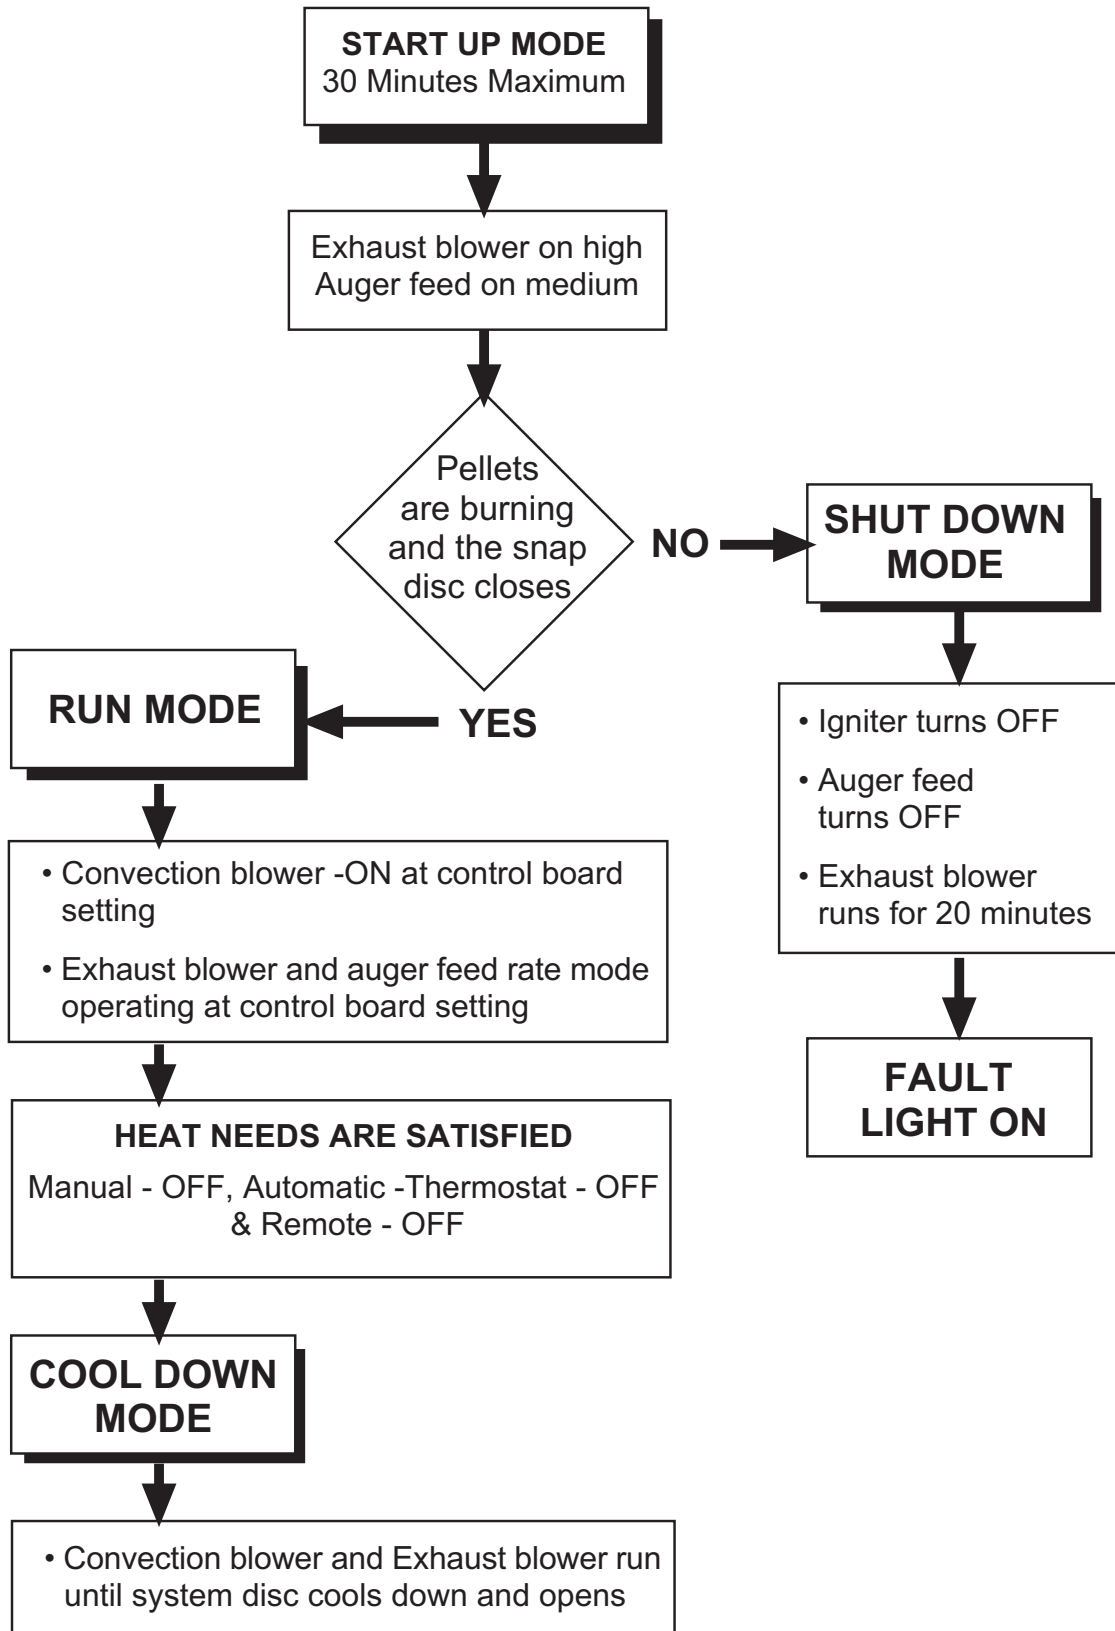 START UP MODE
30 Minutes Maximum
Exhaust blower on high
Auger feed on medium
Pellets
are burning
and the snap
disc closes
NO
SHUT DOWN
MODE
• Igniter turns OFF
• Auger feed
turns OFF
• Exhaust blower
runs for 20 minutes
FAULT
LIGHT ON
YES
RUN MODE
• Convection blower -ON at control board
setting
• Exhaust blower and auger feed rate mode
operating at control board setting
HEAT NEEDS ARE SATISFIED
Manual - OFF, Automatic -Thermostat - OFF
& Remote - OFF
COOL DOWN
MODE
• Convection blower and Exhaust blower run
until system disc cools down and opens